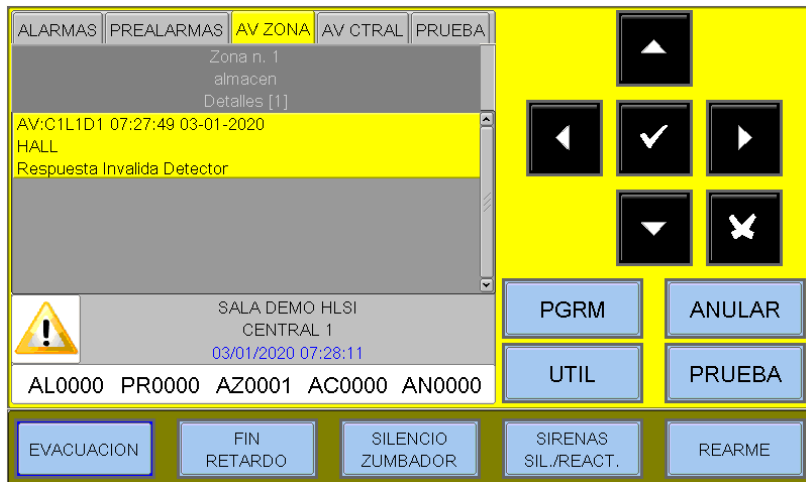 ALARMAS PREALARMAS AV ZONA AV CTRAL PRUEBA
Zona n. 1
almacen
Detalles [1]
AV:C1L1D1 07:27:49 03-01-2020
HALL
Respuesta Invalida Detector
SALA DEMO HLSI
CENTRAL 1
03/01/2020 07:28:11
AL0000 PR0000 AZ0001 AC0000 AN0000
PGRM
ANULAR
UTIL
PRUEBA
EVACUACION
FIN
RETARDO
SILENCIO
ZUMBADOR
SIRENAS
SIL./REACT.
REARME